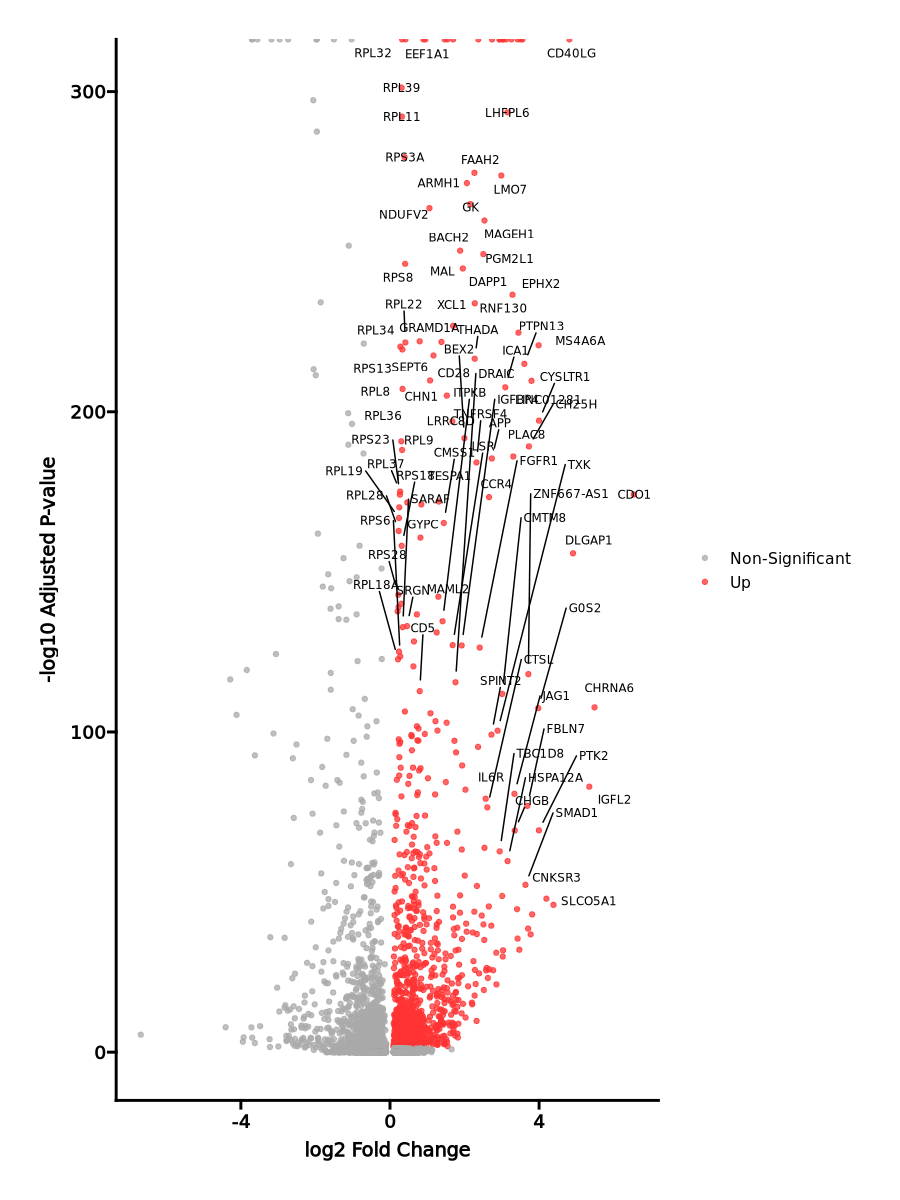 RPL32 EEF1A1 CD40LG
300
RPL39
RPL11 LHFPL6
RPS3A FAAH2
ARMH1 LMO7
NDUFV2 GK
BACH2 MAGEH1
PGM2L1
RPS8 MAL DAPP1 EPHX2
RPL22 XCL1 RNF130
RPL34 GRAMD1A THADA PTPN13
BEX2 ICA1 MS4A6A
RPS13 SEPT6 CD28 DRAIC CYSLTR1
RPL8 CHN1 ITPKB IGFBP4 LINC01281
CH25H
200
RPL36 LRRC8D TNFRSF4 APP
RPS23 RPL9 LSR PLAC8
CMSS1 FGFR1
RPL19 RPL37 RPS18 TESPA1 TXK
RPL28 SARAF CCR4 ZNF667-AS1 CDO1
RPS6 GYPC CMTM8
RPS28 DLGAP1
RPL18A SRGN MAML2
G0S2
CD5
CTSL
SPINT2 CHRNA6
JAG1
100
FBLN7
TBC1D8 PTK2
IL6R HSPA12A
CHGB IGFL2
SMAD1
CNKSR3
SLCO5A1
0
-4 0 4
log2 Fold Change
-log10 Adjusted P-value
Non-Significant
Up